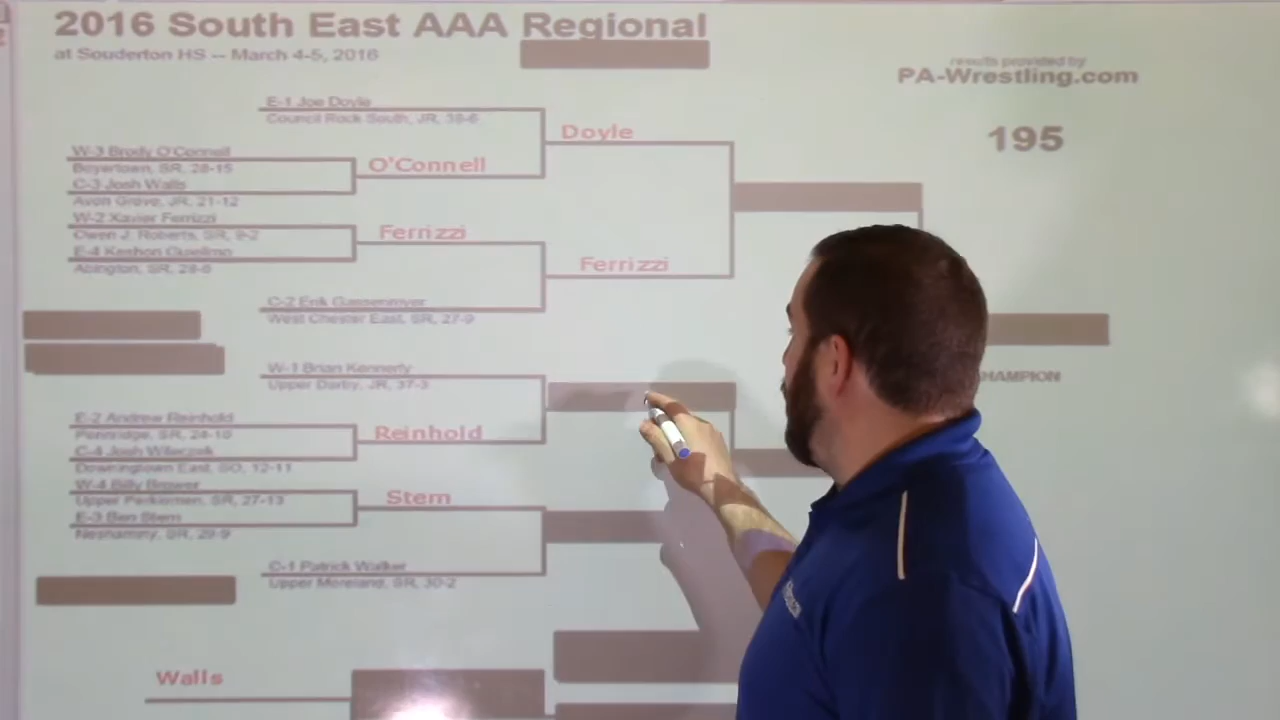 2016 South East AAA Regional
at Souderton HS -- March 4-5, 2016
results provided by
PA-Wrestling.com
195
E-1 Joe Doyle
Council Rock South, JR, 38-6
Doyle
W-3 Brody O'Connell
Boyertown, SR, 28-15
O'Connell
C-3 Josh Walls
Avon Grove, JR, 21-12
W-2 Xavier Ferrizzi
Owen J. Roberts, SR, 9-2
Ferrizzi
E-4 Keshon
Abington, SR, 28-6
Ferrizzi
C-2 Erik Gassenmyer
West Chester East, SR, 27-9
W-1 Brian Kennerly
Upper Darby, JR, 37-3
HAMPION
E-2 Andrew Reinhold
Pennridge, SR, 24-10
Reinhold
C-4 Josh
Downingtown East, SO, 12-11
W-4 Billy Brewer
Upper Perkiomen, SR, 27-13
Stem
E-3 Ben Stem
Neshaminy, SR, 29-9
C-1 Patrick Walker
Upper Moreland, SR, 30-2
Walls